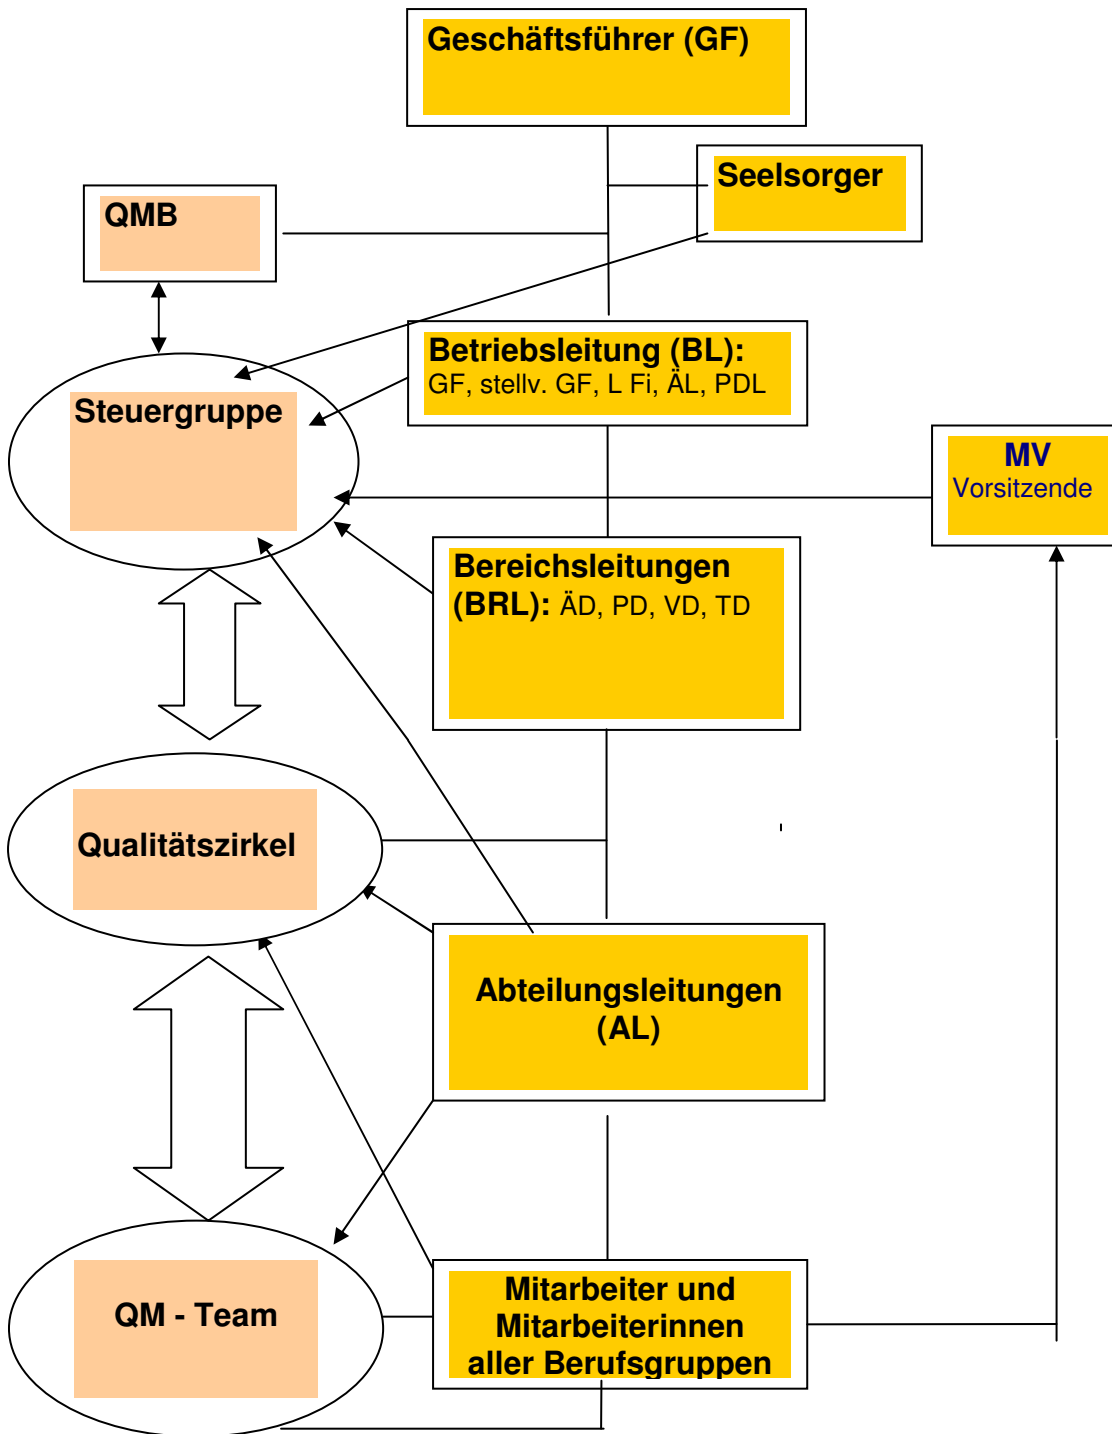 Geschäftsführer (GF)
Seelsorger
QMB
Betriebsleitung (BL):
GF, stellv. GF, L Fi, ÄL, PDL
Steuergruppe
MV
Vorsitzende
Bereichsleitungen
(BRL): ÄD, PD, VD, TD
Qualitätszirkel
Abteilungsleitungen
(AL)
QM - Team
Mitarbeiter und
Mitarbeiterinnen
aller Berufsgruppen